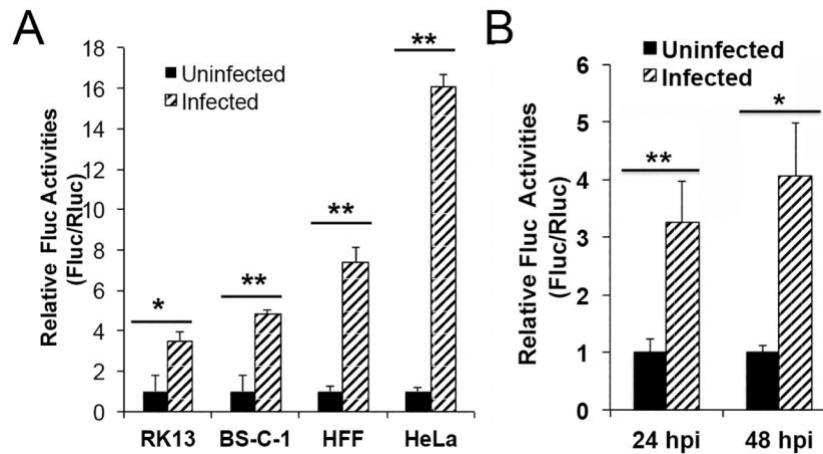 A
Relative Fluc Activities
(Fluc/Rluc)
18
16
14
12
10
8
6
4
2
0
Uninfected
Infected
*
**
**
**
RK13 BS-C-1 HFF HeLa
B
Relative Fluc Activities
(Fluc/Rluc)
6
5
4
3
2
1
0
Uninfected
Infected
**
*
24 hpi 48 hpi